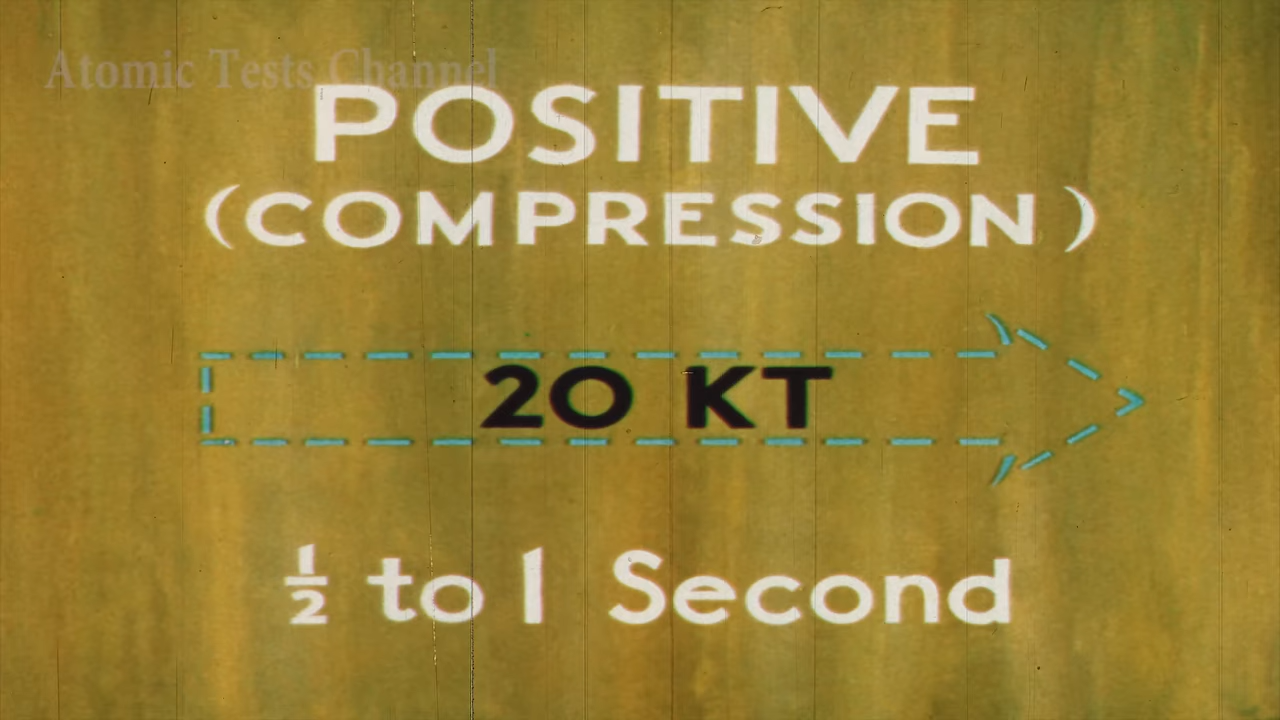 Atomic Tests Channel
POSITIVE
(COMPRESSION)
20 KT
½ to 1 Second